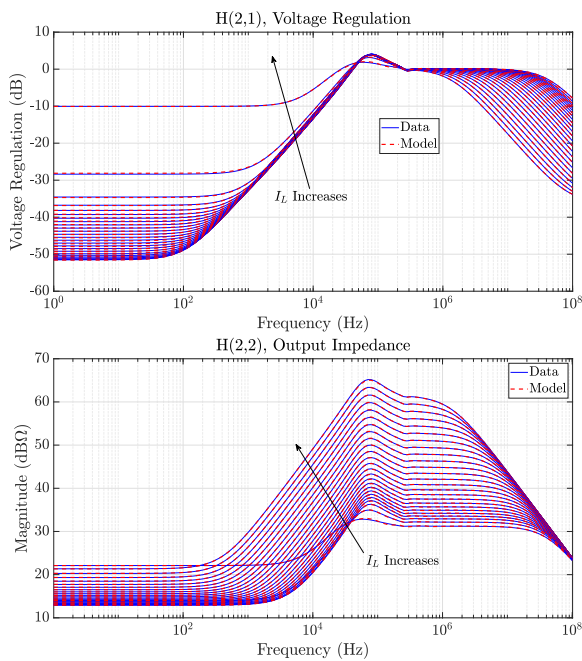 H(2,1), Voltage Regulation
Voltage Regulation (dB)
10
0
-10
-20
-30
-40
-50
-60
Data
Model
I_L Increases
10^0 10^2 10^4 10^6 10^8
Frequency (Hz)
H(2,2), Output Impedance
Magnitude (dBΩ)
70
60
50
40
30
20
10
Data
Model
I_L Increases
10^2 10^4 10^6 10^8
Frequency (Hz)